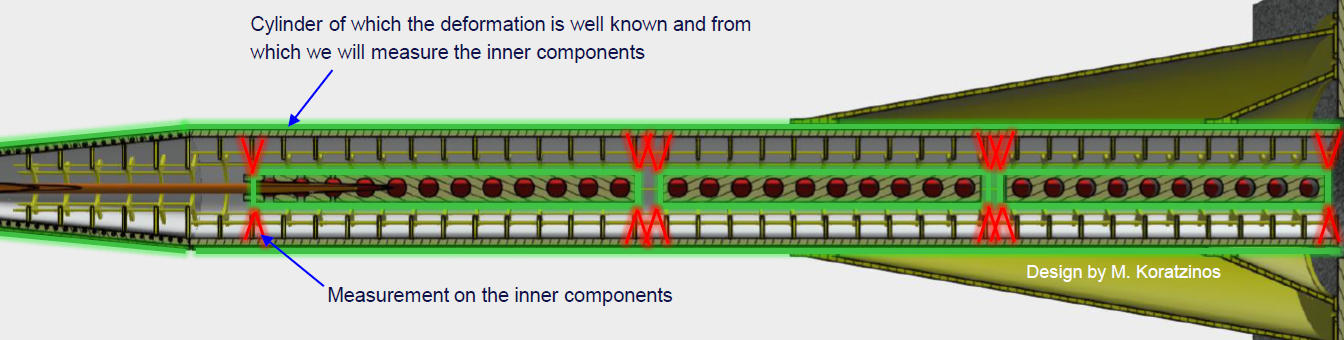 Cylinder of which the deformation is well known and from
which we will measure the inner components
Design by M. Koratzinos
Measurement on the inner components